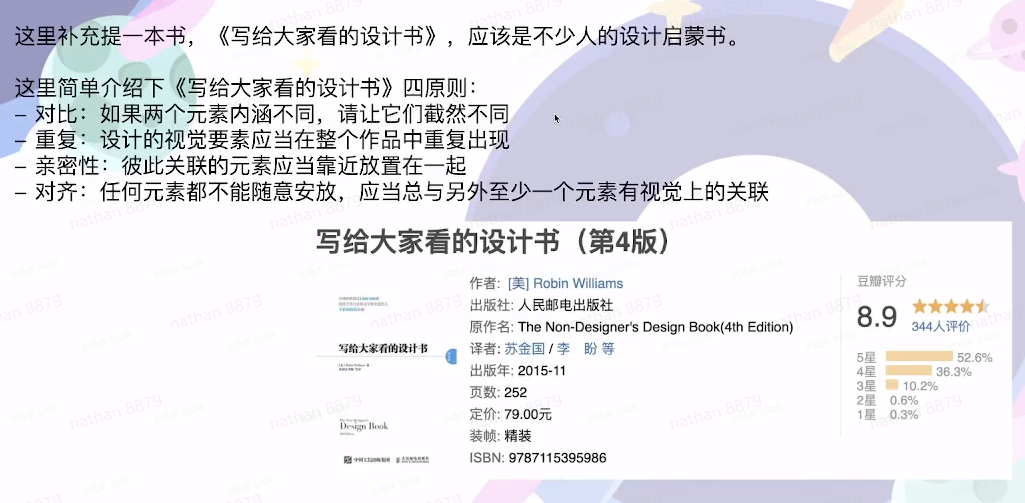 这里补充提一本书，《写给大家看的设计书》，应该是不少人的设计启蒙书。
这里简单介绍下《写给大家看的设计书》四原则：
– 对比：如果两个元素内涵不同，请让它们截然不同
– 重复：设计的视觉要素应当在整个作品中重复出现
– 亲密性：彼此关联的元素应当靠近放置在一起
– 对齐：任何元素都不能随意安放，应当总与另外至少一个元素有视觉上的关联
写给大家看的设计书（第4版）
写给大家看的设计书
Design Book
作者: [美] Robin Williams
出版社: 人民邮电出版社
原作名: The Non-Designer's Design Book(4th Edition)
译者: 苏金国 / 李 盼 等
出版年: 2015-11
页数: 252
定价: 79.00元
装帧: 精装
ISBN: 9787115395986
豆瓣评分
8.9
344人评价
5星 52.6%
4星 36.3%
3星 10.2%
2星 0.6%
1星 0.3%
nathan 8879